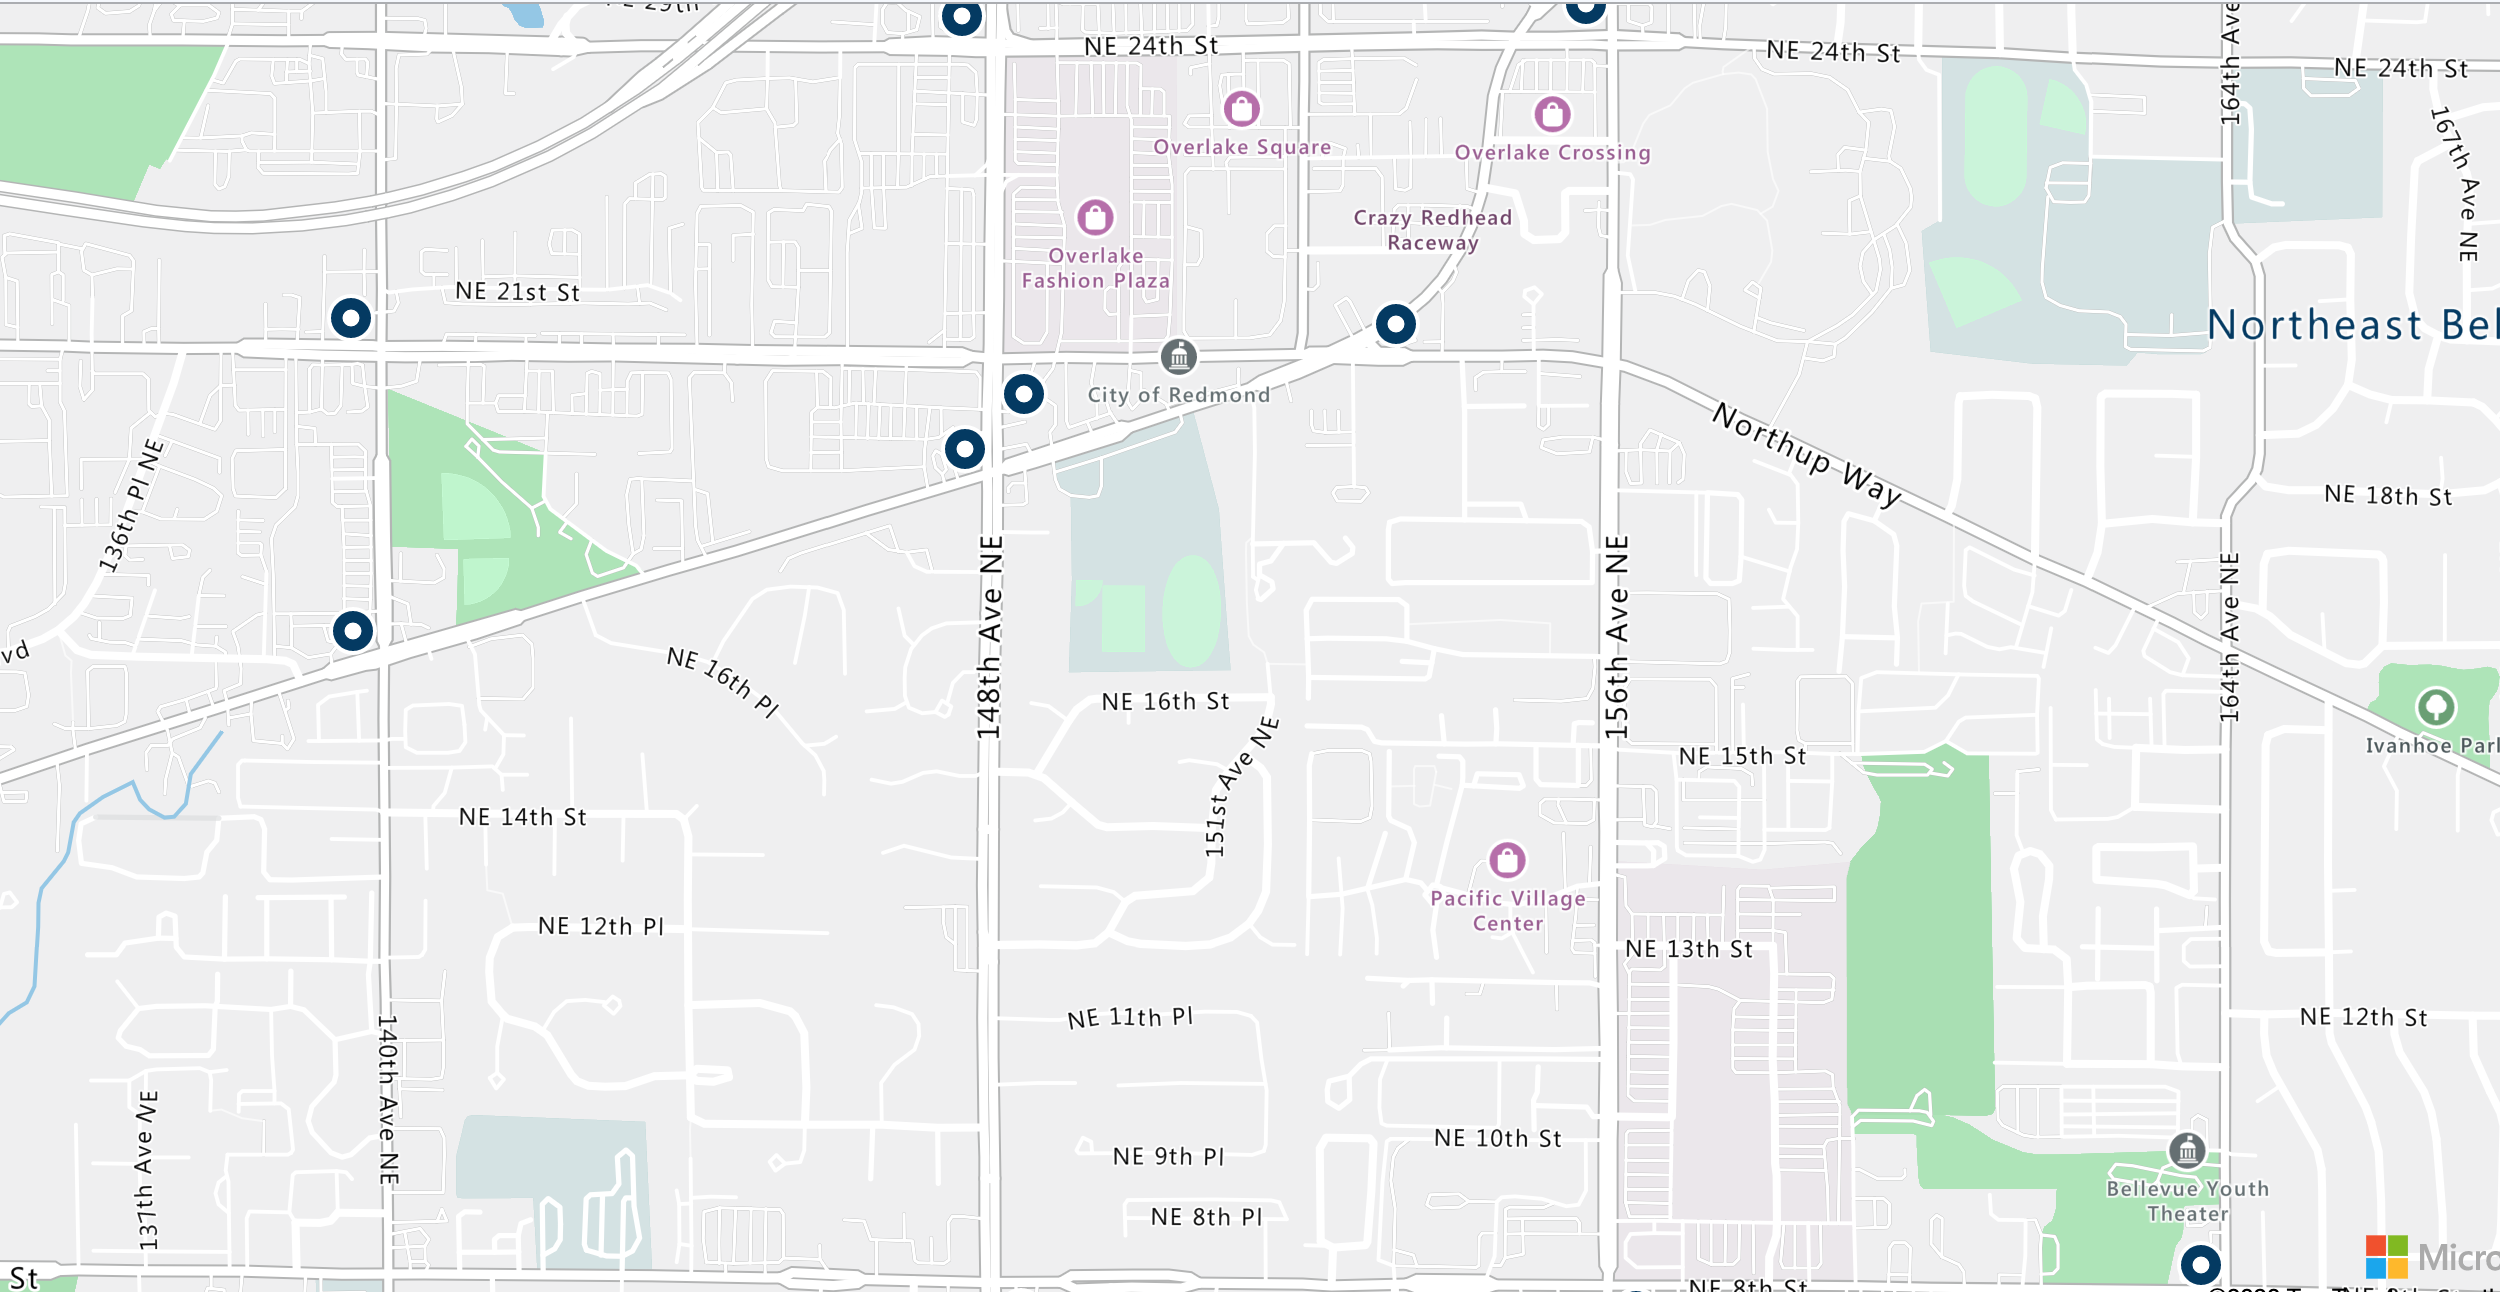 NE 24th St
NE 24th St
NE 24th St
164th Ave
167th Ave NE
Overlake Square
Overlake Crossing
Crazy Redhead
Raceway
Overlake
Fashion Plaza
NE 21st St
Northeast Bel
City of Redmond
Northup Way
136th Pl NE
NE 18th St
148th Ave NE
156th Ave NE
164th Ave NE
vd
NE 16th Pl
NE 16th St
151st Ave NE
NE 15th St
Ivanhoe Park
NE 14th St
Pacific Village
Center
NE 12th Pl
NE 13th St
NE 11th Pl
NE 12th St
140th Ave NE
137th Ave NE
NE 10th St
NE 9th Pl
NE 8th Pl
Bellevue Youth
Theater
Micro
St
NE 8th St